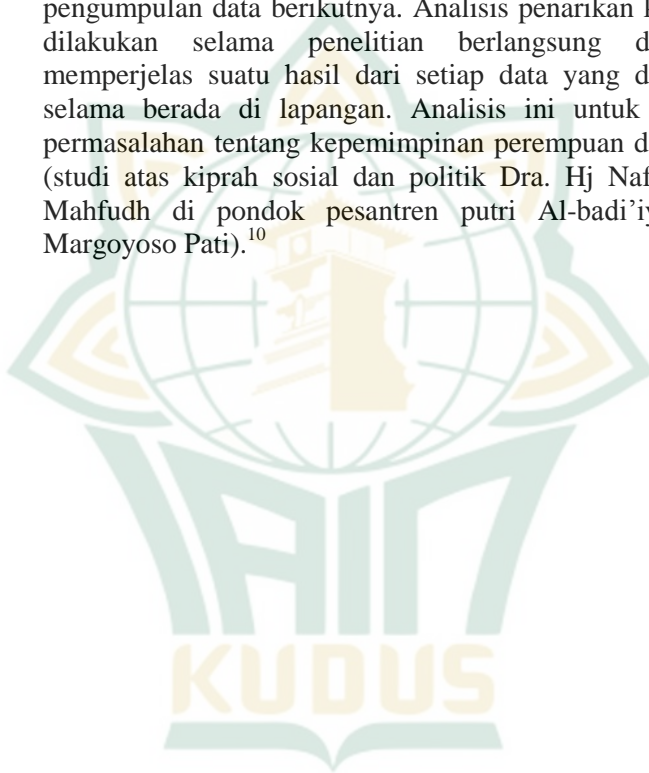 pengumpulan data berikutnya. Analisis penarikan
dilakukan selama penelitian berlangsung
memperjelas suatu hasil dari setiap data yang
selama berada di lapangan. Analisis ini untuk
permasalahan tentang kepemimpinan perempuan
(studi atas kiprah sosial dan politik Dra. Hj
Mahfudh di pondok pesantren putri
Margoyoso Pati).10
IAIN
KUDUS